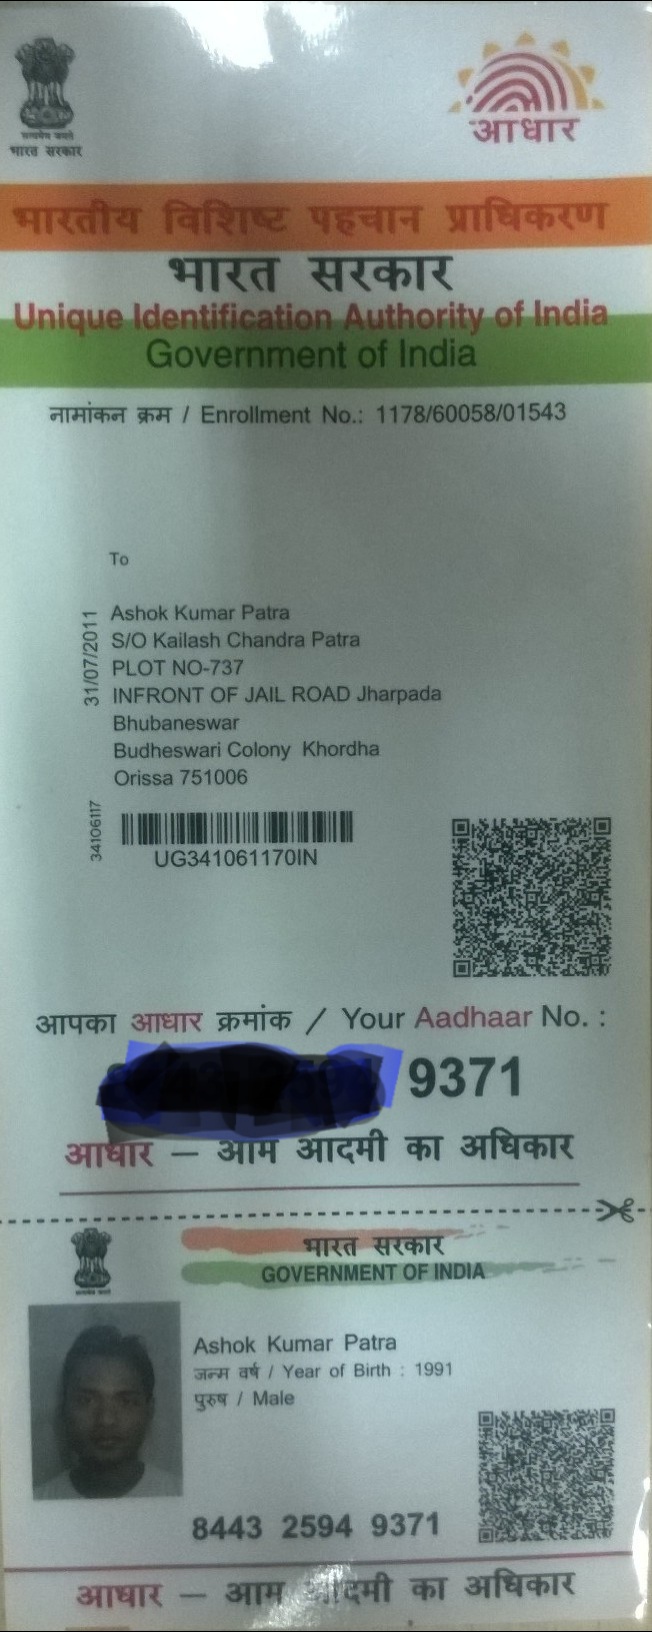 सत्यमेव जयते
भारत सरकार
आधार
भारतीय विशिष्ट पहचान प्राधिकरण
भारत सरकार
Unique Identification Authority of India
Government of India
नामांकन क्रम / Enrollment No.: 1178/60058/01543
To
Ashok Kumar Patra
S/O Kailash Chandra Patra
PLOT NO-737
INFRONT OF JAIL ROAD Jharpada
Bhubaneswar
Budheswari Colony Khordha
Orissa 751006
31/07/2011
34106117
UG341061170IN
आपका आधार क्रमांक / Your Aadhaar No. :
9371
आधार — आम आदमी का अधिकार
भारत सरकार
GOVERNMENT OF INDIA
Ashok Kumar Patra
जन्म वर्ष / Year of Birth : 1991
पुरुष / Male
8443 2594 9371
आधार — आम आदमी का अधिकार